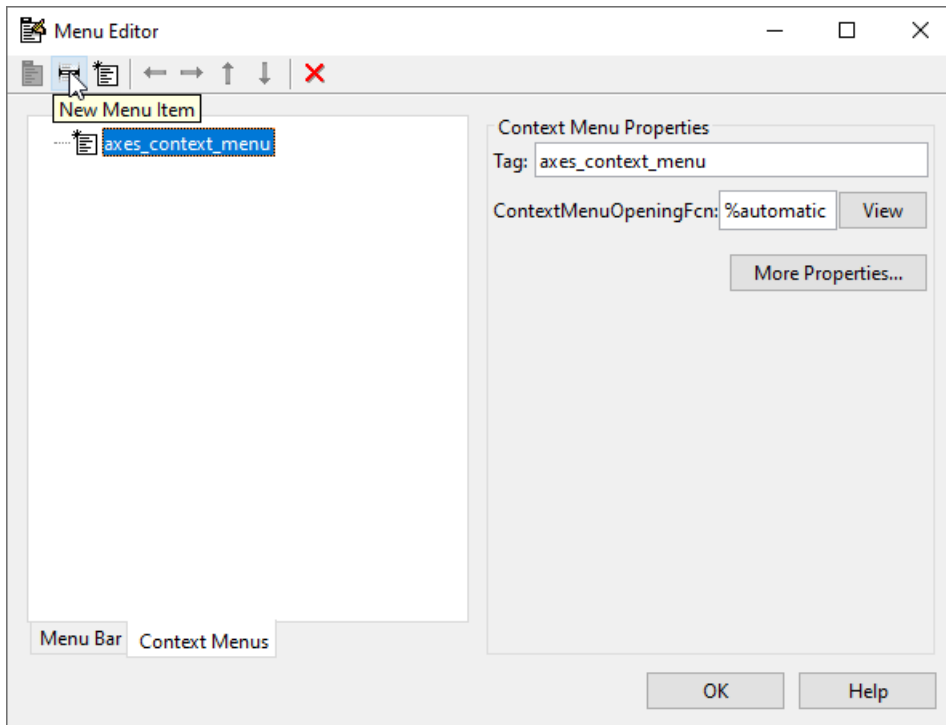 Menu Editor
New Menu Item
axes_context_menu
Context Menu Properties
Tag: axes_context_menu
ContextMenuOpeningFcn: %automatic View
More Properties...
Menu Bar Context Menus
OK Help